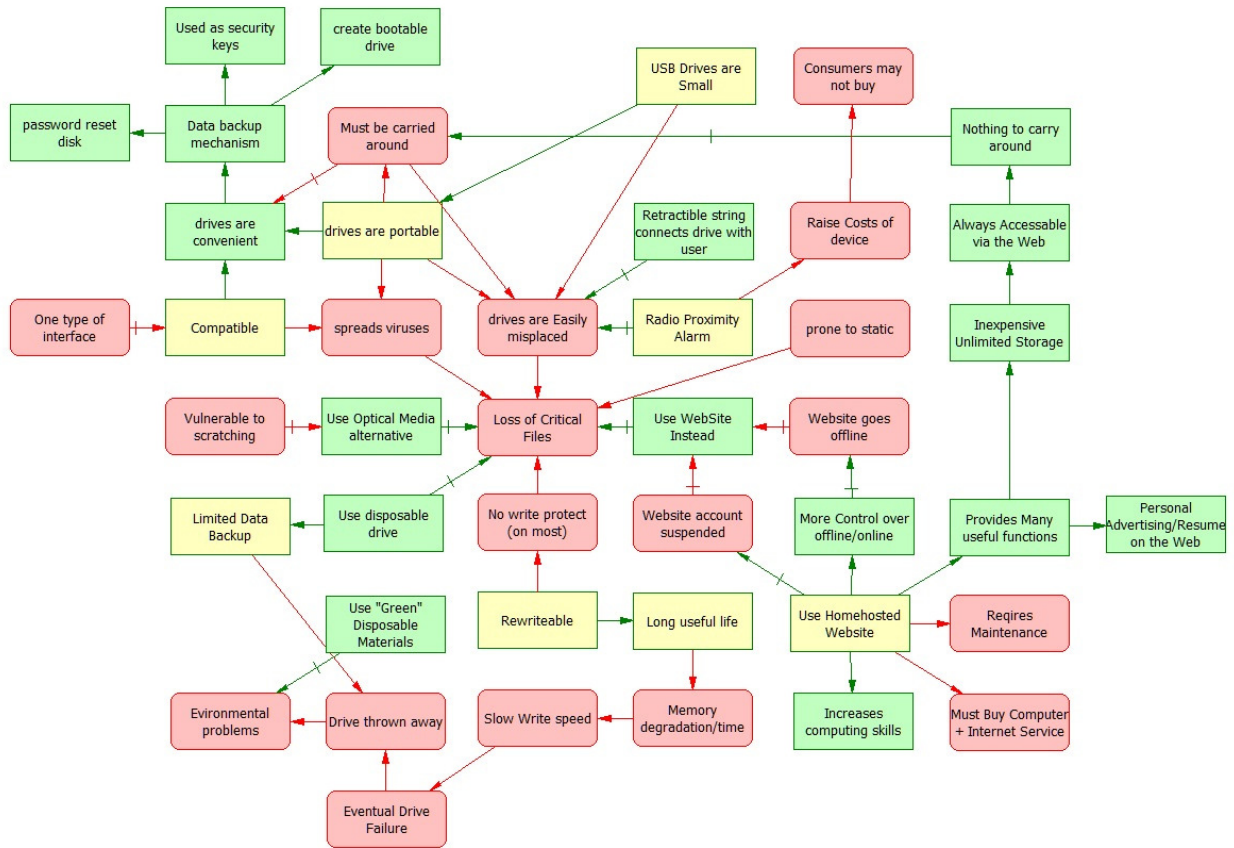 Used as security
keys
create bootable
drive
USB Drives are
Small
Consumers may
not buy
password reset
disk
Data backup
mechanism
Must be carried
around
Nothing to carry
around
drives are
convenient
drives are portable
Retractible string
connects drive with
user
Raise Costs of
device
Always Accessable
via the Web
One type of
interface
Compatible
spreads viruses
drives are Easily
misplaced
Radio Proximity
Alarm
prone to static
Inexpensive
Unlimited Storage
Vulnerable to
scratching
Use Optical Media
alternative
Loss of Critical
Files
Use WebSite
Instead
Website goes
offline
Limited Data
Backup
Use disposable
drive
No write protect
(on most)
Website account
suspended
More Control over
offline/online
Provides Many
useful functions
Personal
Advertising/Resume
on the Web
Use "Green"
Disposable
Materials
Rewriteable
Long useful life
Use Homehosted
Website
Reqires
Maintenance
Evironmental
problems
Drive thrown away
Slow Write speed
Memory
degradation/time
Increases
computing skills
Must Buy Computer
+ Internet Service
Eventual Drive
Failure